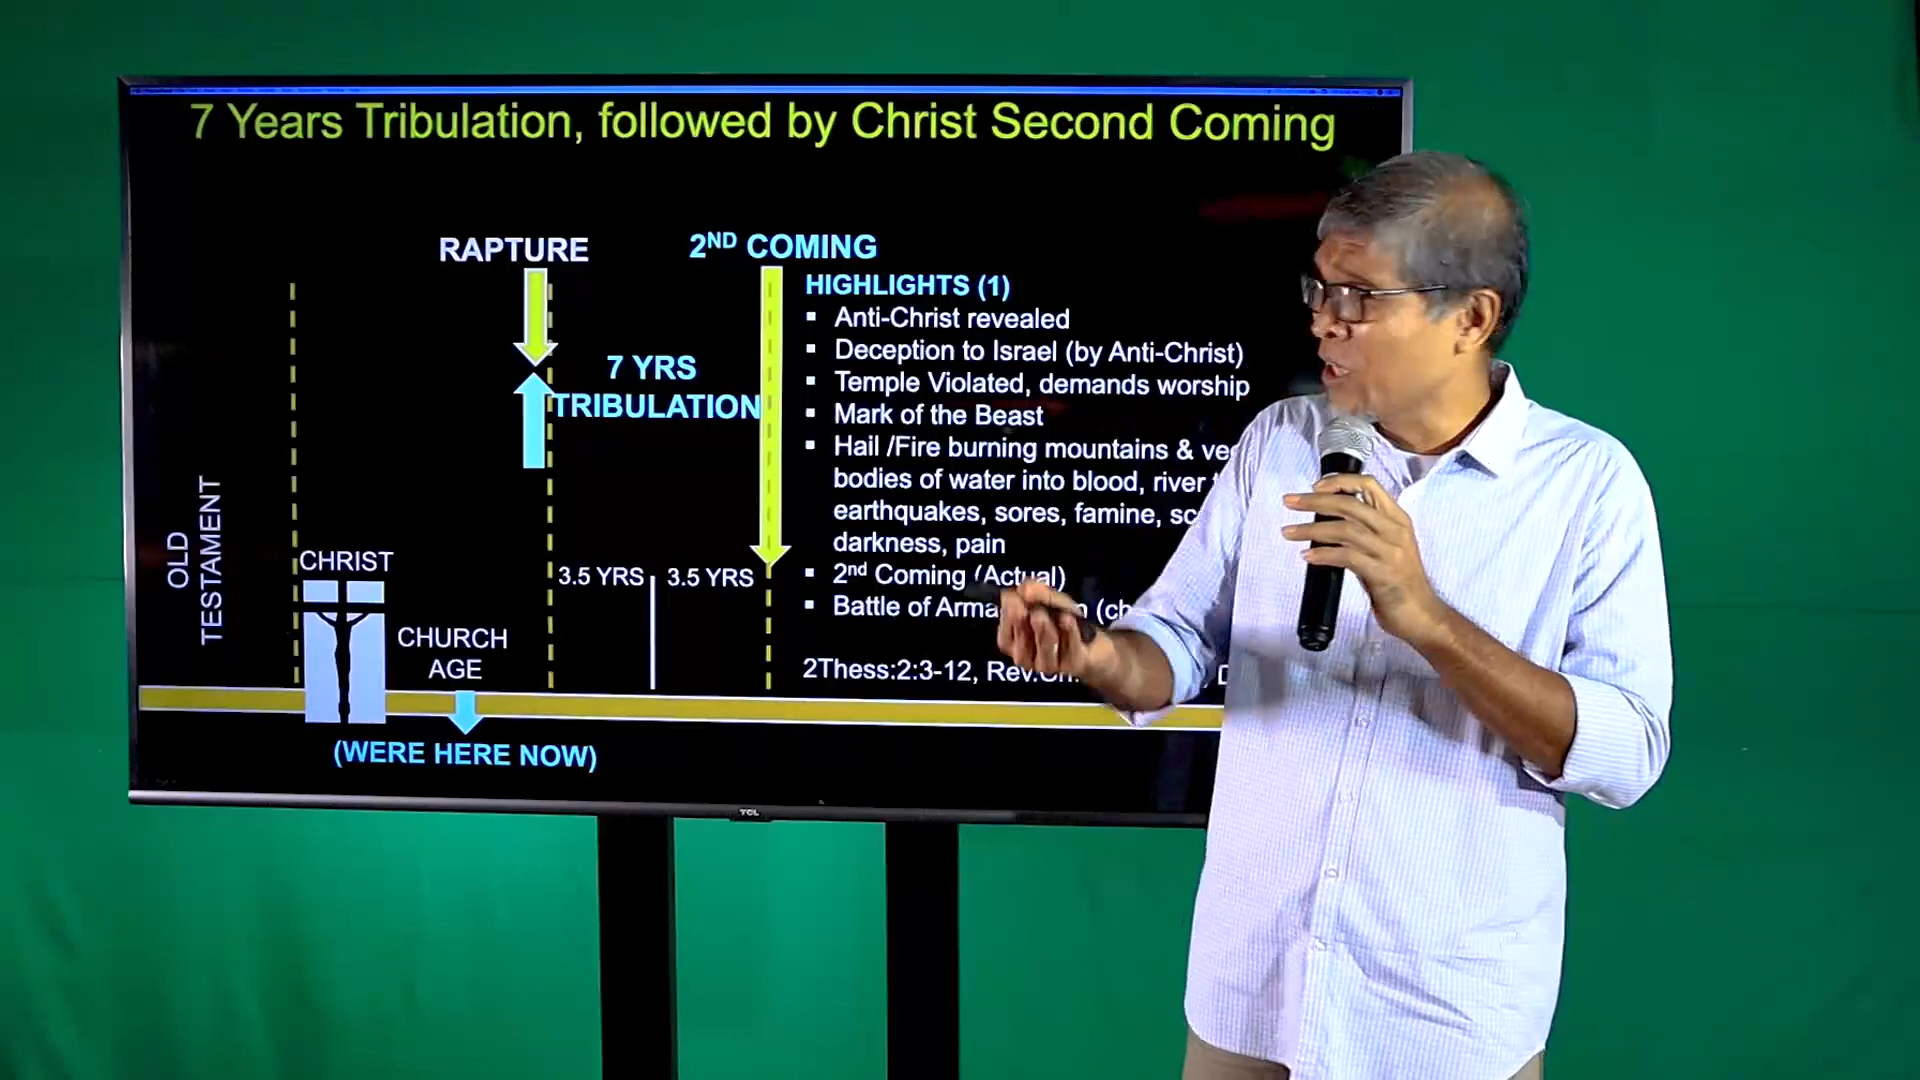 7 Years Tribulation, followed by Christ Second Coming
RAPTURE
2ND COMING
7 YRS
TRIBULATION
HIGHLIGHTS (1)
▪ Anti-Christ revealed
▪ Deception to Israel (by Anti-Christ)
▪ Temple Violated, demands worship
▪ Mark of the Beast
▪ Hail /Fire burning mountains &
bodies of water into blood, river
earthquakes, sores, famine,
darkness, pain
▪ 2nd Coming (Actual)
▪ Battle of
2Thess:2:3-12,
OLD
TESTAMENT
CHRIST
CHURCH
AGE
3.5 YRS
3.5 YRS
(WERE HERE NOW)
TCL